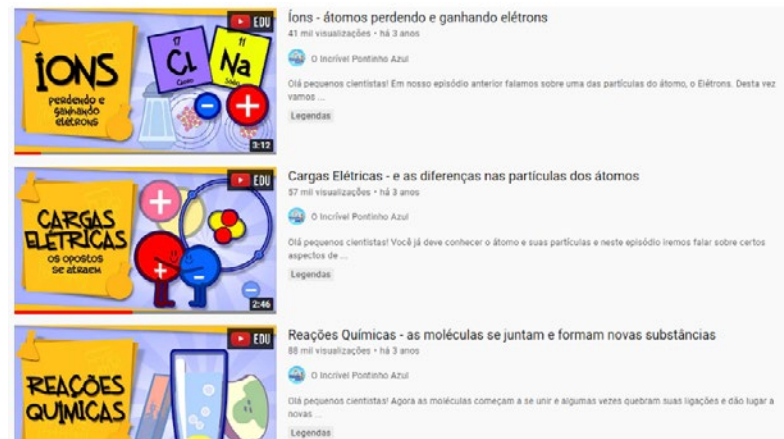 EDU
ÍONS
PERDENDO E
GANHANDO
ELÉTRONS
17
Cl
11
Na
3:12
Íons - átomos perdendo e ganhando elétrons
41 mil visualizações • há 3 anos
O Incrível Pontinho Azul
Olá pequenos cientistas! Em nosso episódio anterior falamos sobre uma das partículas do átomo, o Elétrons. Desta vez
vamos ...
Legendas
EDU
CARGAS
ELÉTRICAS
OS OPOSTOS
SE ATRAEM
2:46
Cargas Elétricas - e as diferenças nas partículas dos átomos
57 mil visualizações • há 3 anos
O Incrível Pontinho Azul
Olá pequenos cientistas! Você já deve conhecer o átomo e suas partículas e neste episódio iremos falar sobre certos
aspectos de ...
Legendas
EDU
REAÇÕES
QUÍMICAS
Reações Químicas - as moléculas se juntam e formam novas substâncias
88 mil visualizações • há 3 anos
O Incrível Pontinho Azul
Olá pequenos cientistas! Agora as moléculas começam a se unir e algumas vezes quebram suas ligações e dão lugar a
novas ...
Legendas